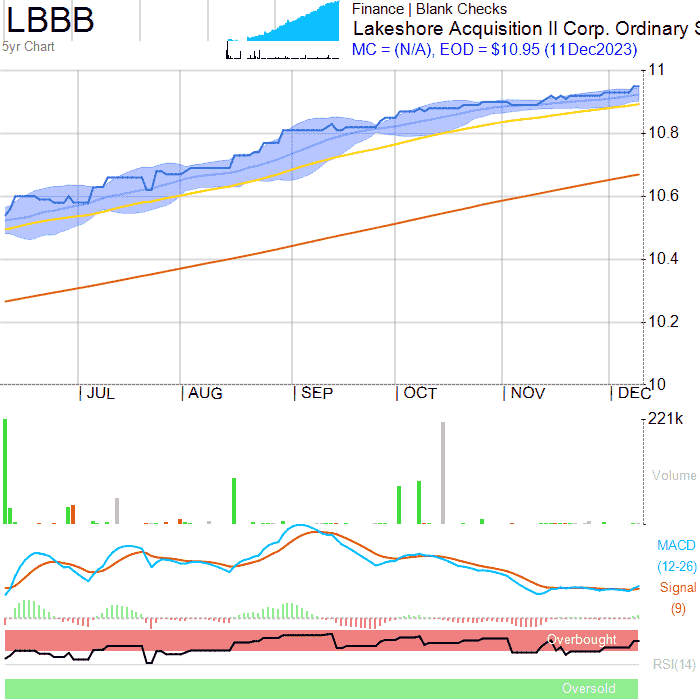 LBBB
5yr Chart
Finance | Blank Checks
Lakeshore Acquisition II Corp. Ordinary S
MC = (N/A), EOD = $10.95 (11Dec2023)
11
10.8
10.6
10.4
10.2
10
JUL
AUG
SEP
OCT
NOV
DEC
221k
Volume
MACD
(12-26)
Signal
(9)
Overbought
RSI(14)
Oversold